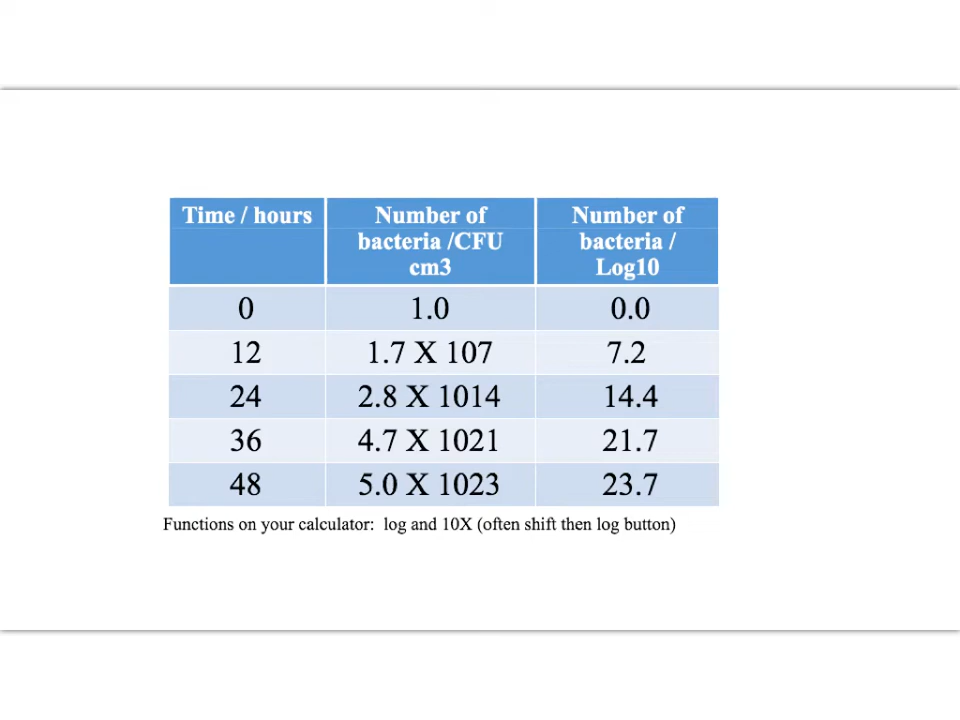 Time / hours
Number of
bacteria /CFU
cm3
Number of
bacteria /
Log10
0 1.0 0.0
12 1.7 X 107 7.2
24 2.8 X 1014 14.4
36 4.7 X 1021 21.7
48 5.0 X 1023 23.7
Functions on your calculator: log and 10X (often shift then log button)